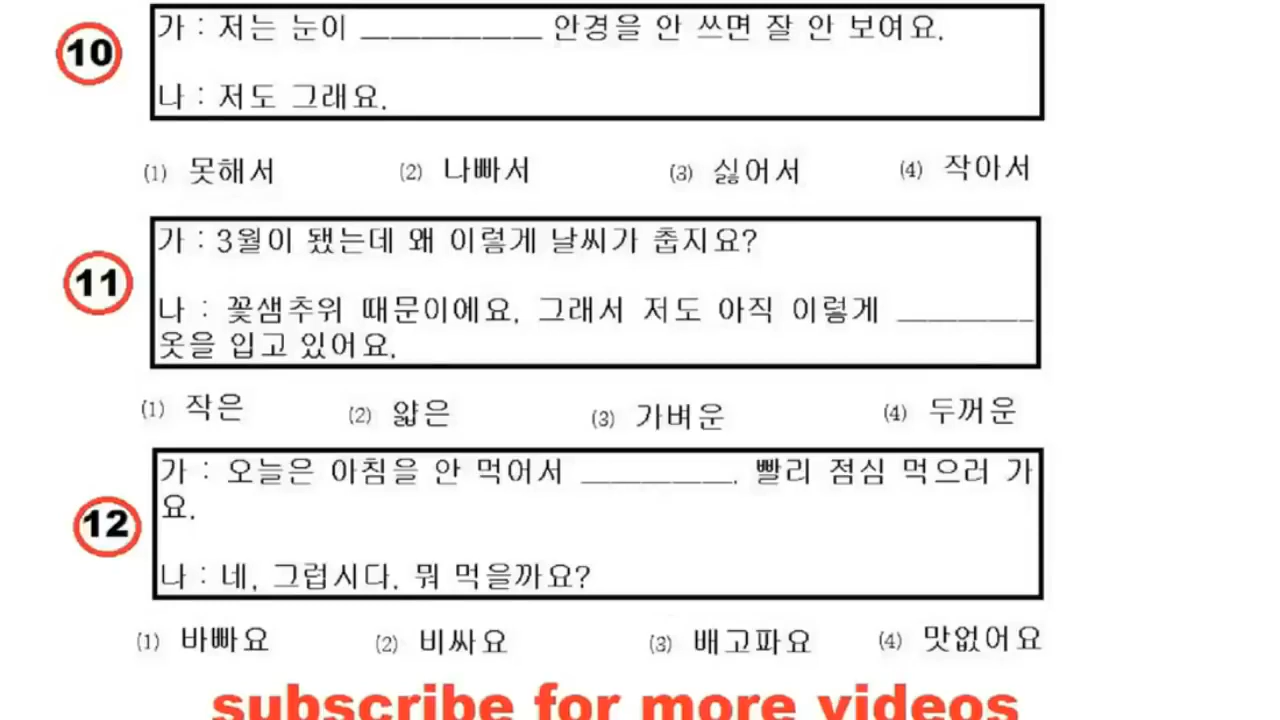 10
가 : 저는 눈이 ____________ 안경을 안 쓰면 잘 안 보여요.
나 : 저도 그래요.
(1) 못해서 (2) 나빠서 (3) 싫어서 (4) 작아서
11
가 : 3월이 됐는데 왜 이렇게 날씨가 춥지요?
나 : 꽃샘추위 때문이에요. 그래서 저도 아직 이렇게 _________
옷을 입고 있어요.
(1) 작은 (2) 얇은 (3) 가벼운 (4) 두꺼운
12
가 : 오늘은 아침을 안 먹어서 __________. 빨리 점심 먹으러 가
요.
나 : 네, 그럽시다. 뭐 먹을까요?
(1) 바빠요 (2) 비싸요 (3) 배고파요 (4) 맛없어요
subscribe for more videos